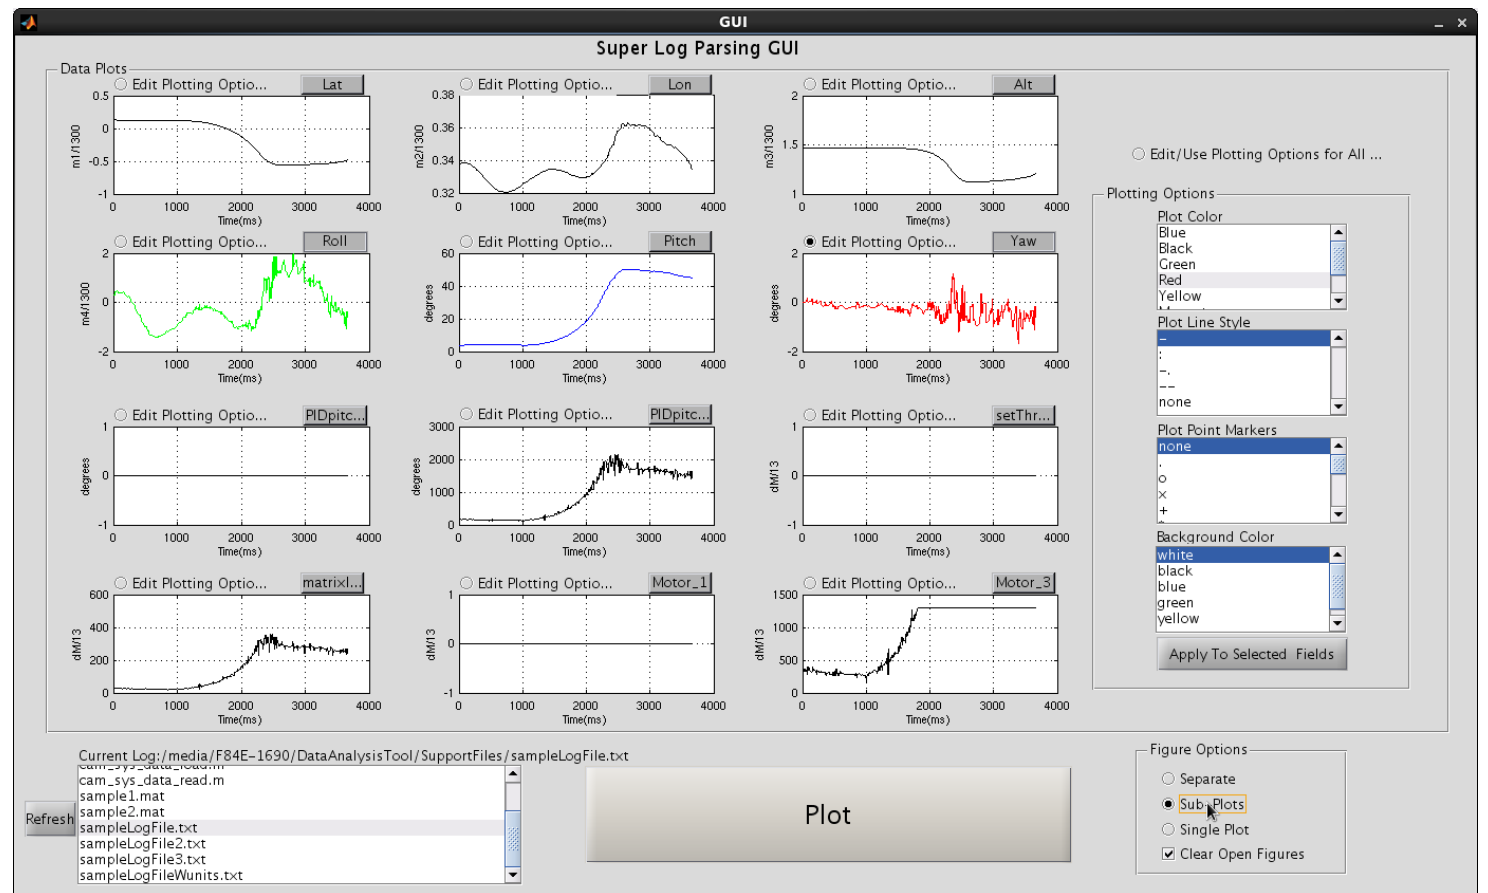 GUI
Super Log Parsing GUI
Data Plots
Edit Plotting Optio... Lat
0.5
0
-0.5
-1
m1/1300
0 1000 2000 3000 4000
Time(ms)
Edit Plotting Optio... Lon
0.38
0.36
0.34
0.32
m2/1300
0 1000 2000 3000 4000
Time(ms)
Edit Plotting Optio... Alt
2
1.5
1
m3/1300
0 1000 2000 3000 4000
Time(ms)
Edit Plotting Optio... Roll
2
0
-2
m4/1300
0 1000 2000 3000 4000
Time(ms)
Edit Plotting Optio... Pitch
60
40
20
0
degrees
0 1000 2000 3000 4000
Time(ms)
Edit Plotting Optio... Yaw
2
0
-2
degrees
0 1000 2000 3000 4000
Time(ms)
Edit Plotting Optio... PIDpitc...
1
0
-1
degrees
0 1000 2000 3000 4000
Time(ms)
Edit Plotting Optio... PIDpitc...
3000
2000
1000
0
degrees
0 1000 2000 3000 4000
Time(ms)
Edit Plotting Optio... setThr...
1
0
-1
dM/13
0 1000 2000 3000 4000
Time(ms)
Edit Plotting Optio... matrixI...
600
400
200
0
dM/13
0 1000 2000 3000 4000
Time(ms)
Edit Plotting Optio... Motor_1
1
0
-1
dM/13
0 1000 2000 3000 4000
Time(ms)
Edit Plotting Optio... Motor_3
1500
1000
500
0
dM/13
0 1000 2000 3000 4000
Time(ms)
Edit/Use Plotting Options for All ...
Plotting Options
Plot Color
Blue
Black
Green
Red
Yellow
Plot Line Style
-
:
-.
--
none
Plot Point Markers
none
.
o
x
+
Background Color
white
black
blue
green
yellow
Apply To Selected Fields
Current Log:/media/F84E-1690/DataAnalysisTool/SupportFiles/sampleLogFile.txt
cam_sys_data_read.m
sample1.mat
sample2.mat
sampleLogFile.txt
sampleLogFile2.txt
sampleLogFile3.txt
sampleLogFileWunits.txt
Refresh
Plot
Figure Options
Separate
Sub-Plots
Single Plot
Clear Open Figures